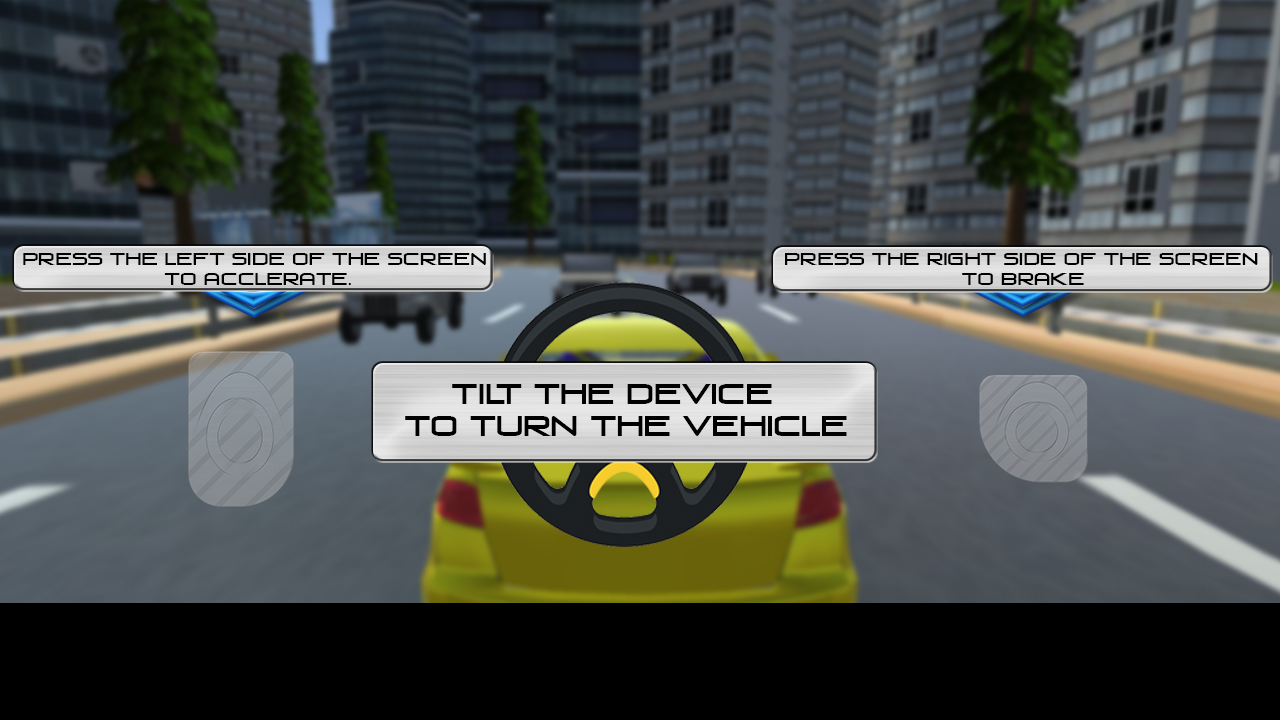 PRESS THE LEFT SIDE OF THE SCREEN
TO ACCLERATE.
PRESS THE RIGHT SIDE OF THE SCREEN
TO BRAKE
TILT THE DEVICE
TO TURN THE VEHICLE